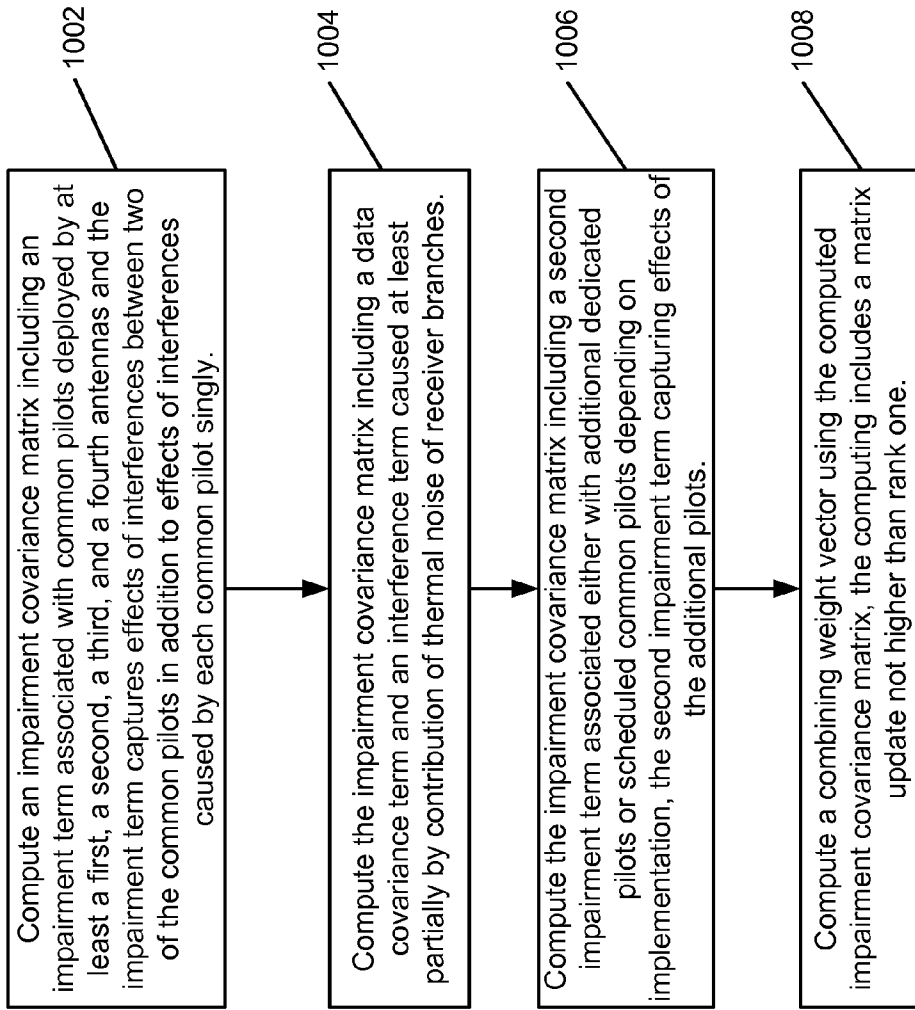 Compute an impairment covariance matrix including an
impairment term associated with common pilots deployed by at
least a first, a second, a third, and a fourth antennas and the
impairment term captures effects of interferences between two
of the common pilots in addition to effects of interferences
caused by each common pilot singly.
1002
Compute the impairment covariance matrix including a data
covariance term and an interference term caused at least
partially by contribution of thermal noise of receiver branches.
1004
Compute the impairment covariance matrix including a second
impairment term associated either with additional dedicated
pilots or scheduled common pilots depending on
implementation, the second impairment term capturing effects of
the additional pilots.
1006
Compute a combining weight vector using the computed
impairment covariance matrix, the computing includes a matrix
update not higher than rank one.
1008